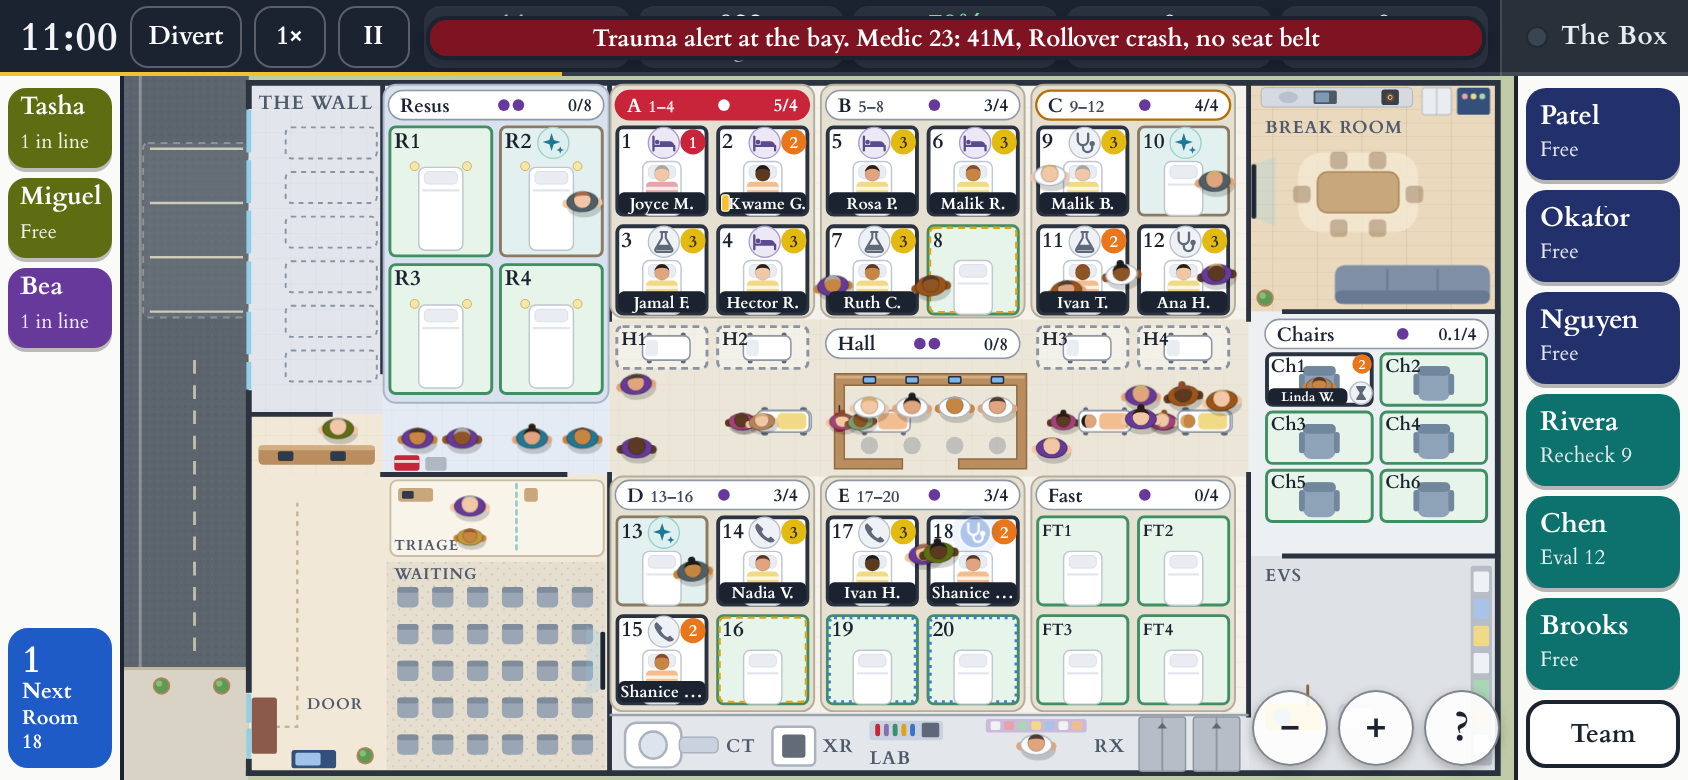 11:00
Divert
1×
II
Trauma alert at the bay. Medic 23: 41M, Rollover crash, no seat belt
The Box
Tasha
1 in line
Miguel
Free
Bea
1 in line
1
Next
Room
18
THE WALL
Resus
0/8
R1
R2
R3
R4
A 1–4
5/4
1
1
Joyce M.
2
2
Kwame G.
3
3
Jamal F.
4
3
Hector R.
B 5–8
3/4
5
3
Rosa P.
6
3
Malik R.
7
3
Ruth C.
8
C 9–12
4/4
9
3
Malik B.
10
11
2
Ivan T.
12
3
Ana H.
H1
H2
Hall
0/8
H3
H4
BREAK ROOM
Chairs
0.1/4
Ch1
2
Linda W.
Ch2
Ch3
Ch4
Ch5
Ch6
EVS
TRIAGE
WAITING
DOOR
D 13–16
3/4
13
14
3
Nadia V.
15
2
Shanice ...
16
E 17–20
3/4
17
3
Ivan H.
18
2
Shanice ...
19
20
Fast
0/4
FT1
FT2
FT3
FT4
CT
XR
LAB
RX
−
+
?
Patel
Free
Okafor
Free
Nguyen
Free
Rivera
Recheck 9
Chen
Eval 12
Brooks
Free
Team